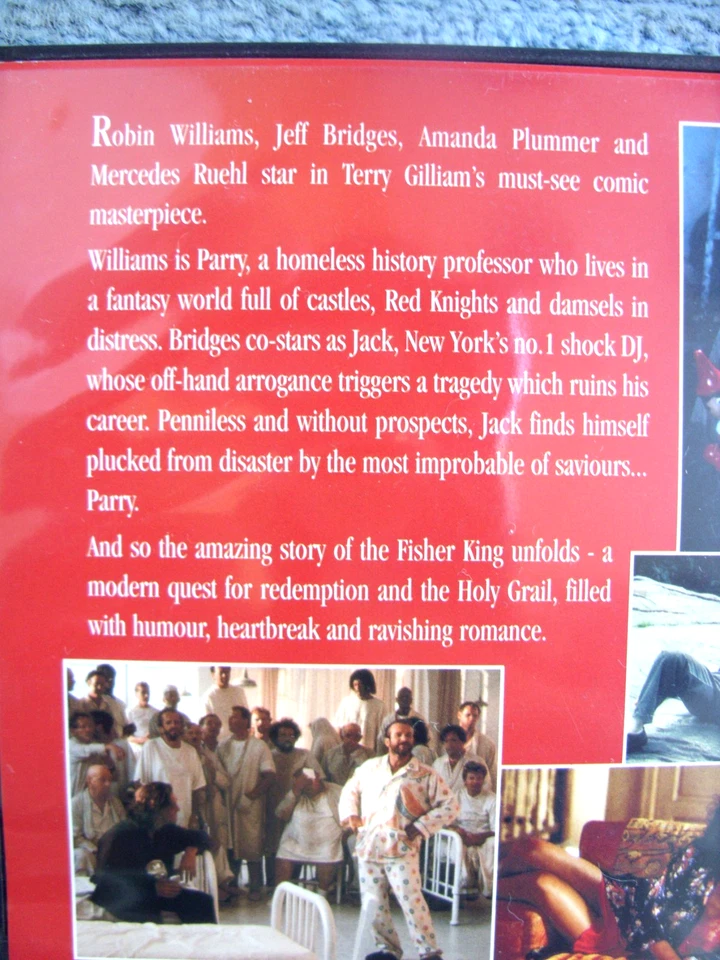 Robin Williams, Jeff Bridges, Amanda Plummer and
Mercedes Ruehl star in Terry Gilliam's must-see comic
masterpiece.
Williams is Parry, a homeless history professor who lives in
a fantasy world full of castles, Red Knights and damsels in
distress. Bridges co-stars as Jack, New York's no.1 shock DJ,
whose off-hand arrogance triggers a tragedy which ruins his
career. Penniless and without prospects, Jack finds himself
plucked from disaster by the most improbable of saviours...
Parry.
And so the amazing story of the Fisher King unfolds - a
modern quest for redemption and the Holy Grail, filled
with humour, heartbreak and ravishing romance.